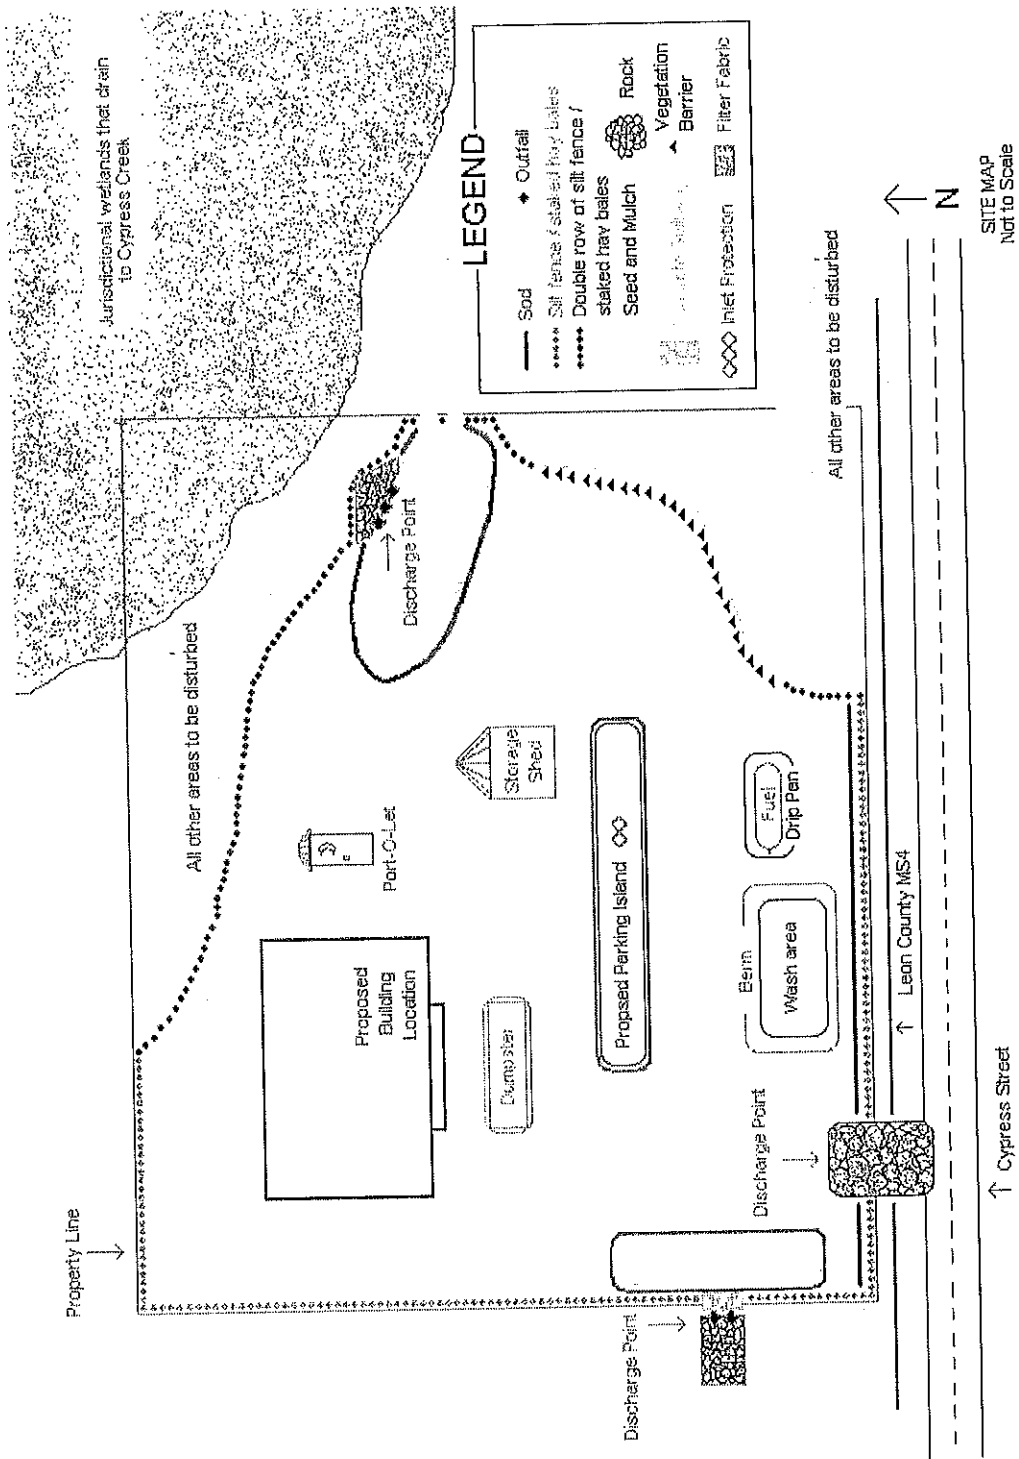 Jurisdictional wetlands that drain
to Cypress Creek
Property Line
All other areas to be disturbed
Discharge Point
Port-O-Let
Proposed
Building
Location
Storage
Shed
Dumpster
Propsed Parking Island
Fuel
Drip Pan
Berm
Wash area
Discharge Point
Discharge Point
All other areas to be disturbed
Leon County MS4
Cypress Street
LEGEND
Sod
Outfall
Silt fence / staked hay bales
Double row of silt fence /
staked hay bales
Seed and Mulch
Rock
Vegetation
Barrier
Inlet Protection
Filter Fabric
N
SITE MAP
Not to Scale